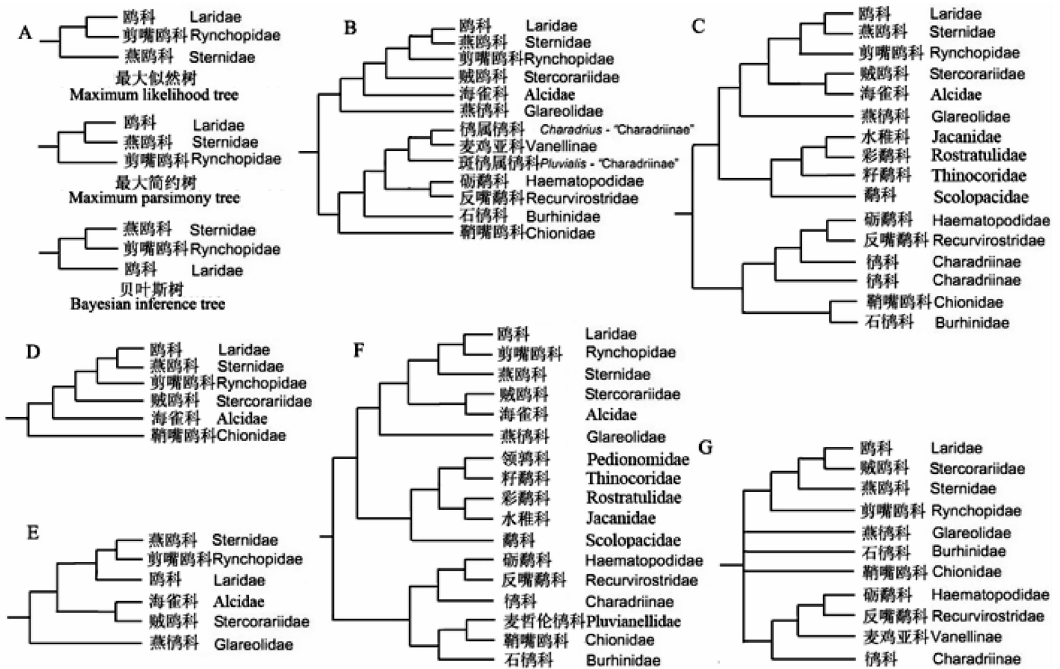 A
鸥科 Laridae
剪嘴鸥科 Rynchopidae
燕鸥科 Sternidae
最大似然树
Maximum likelihood tree
鸥科 Laridae
燕鸥科 Sternidae
剪嘴鸥科 Rynchopidae
最大简约树
Maximum parsimony tree
燕鸥科 Sternidae
剪嘴鸥科 Rynchopidae
鸥科 Laridae
贝叶斯树
Bayesian inference tree
B
鸥科 Laridae
燕鸥科 Sternidae
剪嘴鸥科 Rynchopidae
贼鸥科 Stercorariidae
海雀科 Alcidae
燕鸻科 Glareolidae
鸻属鸻科 Charadrius - "Charadriinae"
麦鸡亚科 Vanellinae
斑鸻属鸻科 Pluvialis - "Charadriinae"
砺鹬科 Haematopodidae
反嘴鹬科 Recurvirostridae
石鸻科 Burhinidae
鞘嘴鸥科 Chionidae
C
鸥科 Laridae
燕鸥科 Sternidae
剪嘴鸥科 Rynchopidae
贼鸥科 Stercorariidae
海雀科 Alcidae
燕鸻科 Glareolidae
水稚科 Jacanidae
彩鹬科 Rostratulidae
籽鹬科 Thinocoridae
鹬科 Scolopacidae
砺鹬科 Haematopodidae
反嘴鹬科 Recurvirostridae
鸻科 Charadriinae
鸻科 Charadriinae
鞘嘴鸥科 Chionidae
石鸻科 Burhinidae
D
鸥科 Laridae
燕鸥科 Sternidae
剪嘴鸥科 Rynchopidae
贼鸥科 Stercorariidae
海雀科 Alcidae
鞘嘴鸥科 Chionidae
E
燕鸥科 Sternidae
剪嘴鸥科 Rynchopidae
鸥科 Laridae
海雀科 Alcidae
贼鸥科 Stercorariidae
燕鸻科 Glareolidae
F
鸥科 Laridae
剪嘴鸥科 Rynchopidae
燕鸥科 Sternidae
贼鸥科 Stercorariidae
海雀科 Alcidae
燕鸻科 Glareolidae
领鹑科 Pedionomidae
籽鹬科 Thinocoridae
彩鹬科 Rostratulidae
水稚科 Jacanidae
鹬科 Scolopacidae
砺鹬科 Haematopodidae
反嘴鹬科 Recurvirostridae
鸻科 Charadriinae
麦哲伦鸻科 Pluvianellidae
鞘嘴鸥科 Chionidae
石鸻科 Burhinidae
G
鸥科 Laridae
贼鸥科 Stercorariidae
燕鸥科 Sternidae
剪嘴鸥科 Rynchopidae
燕鸻科 Glareolidae
石鸻科 Burhinidae
鞘嘴鸥科 Chionidae
砺鹬科 Haematopodidae
反嘴鹬科 Recurvirostridae
麦鸡亚科 Vanellinae
鸻科 Charadriinae